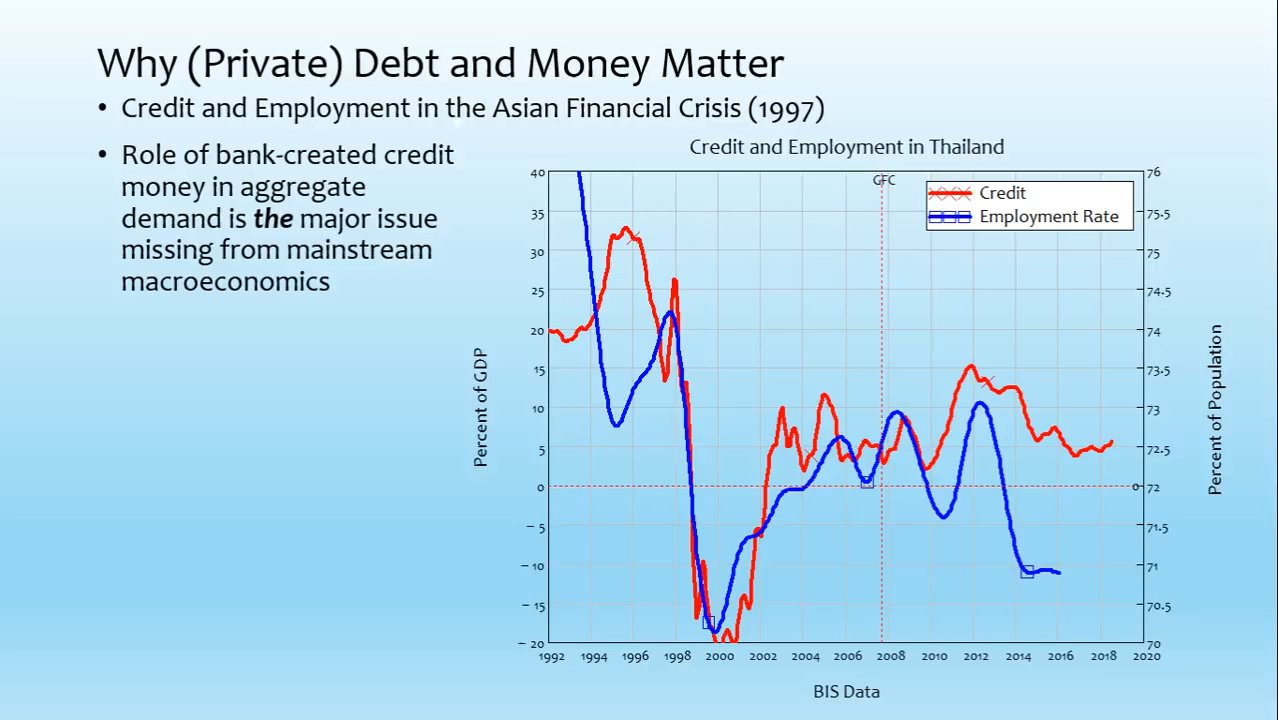 Why (Private) Debt and Money Matter
• Credit and Employment in the Asian Financial Crisis (1997)
• Role of bank-created credit
money in aggregate
demand is the major issue
missing from mainstream
macroeconomics
Credit and Employment in Thailand
GFC
Credit
Employment Rate
Percent of GDP
40
35
30
25
20
15
10
5
0
– 5
– 10
– 15
– 20
76
75.5
75
74.5
74
73.5
73
72.5
0 72
71.5
71
70.5
70
Percent of Population
1992 1994 1996 1998 2000 2002 2004 2006 2008 2010 2012 2014 2016 2018 2020
BIS Data